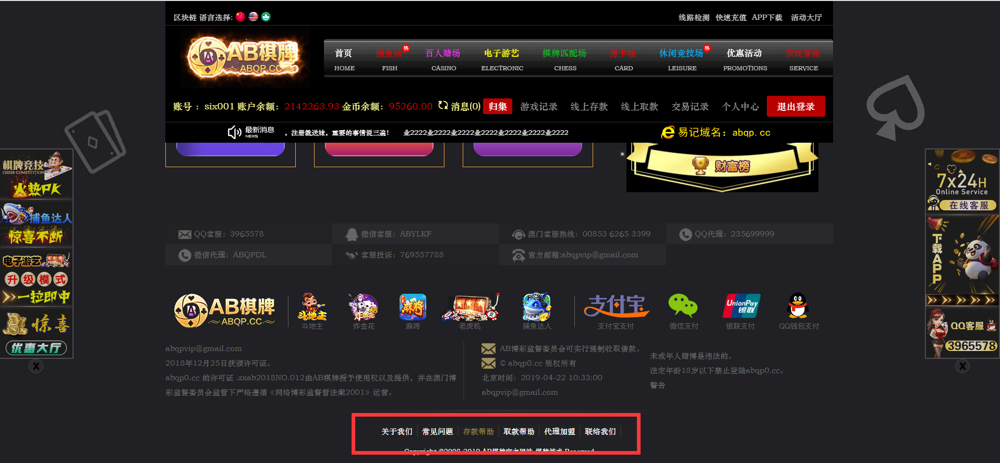 区块链 语言选择:
线路检测 快速充值 APP下载 活动大厅
AB棋牌
ABQP.CC
首页 捕鱼场 热 百人赌场 电子游艺 棋牌匹配场 房卡场 休闲竞技场 热 优惠活动 在线客服
HOME FISH CASINO ELECTRONIC CHESS CARD LEISURE PROMOTIONS SERVICE
账号 : six001 账户余额: 2142263.93 金币余额: 95260.00 消息(0) 归集 游戏记录 线上存款 线上取款 交易记录 个人中心 退出登录
最新消息
NEWS
，注册就送妹，重要的事情说三追！ 业2222业2222业2222业2222业2222业2222业2222
易记域名：abqp.cc
财富榜
棋牌竞技
CHESS COMPETITION
火热PK
捕鱼达人
惊喜不断
电子游艺
升级模式
一拉即中
惊喜
优惠大厅
X
7x24H
Online Service
在线客服
下载APP
QQ客服
3965578
X
QQ客服：3965578 微信客服：ABYLKF 澳门客服热线：00853 6265 3399 QQ代理：235699999
微信代理：ABQPDL 客服投诉：769557788 官方邮箱:abqpvip@gmail.com
AB棋牌
ABQP.CC
斗地主 炸金花 麻将 支付宝 UnionPay 银联
斗地主 炸金花 麻将 老虎机 捕鱼达人 支付宝支付 微信支付 银联支付 QQ钱包支付
abqpvip@gmail.com
2018年12月25日获颁许可证。
abqp0.cc 的许可证 .zxab2018NO.012由AB棋牌授予使用权以及提供，并在澳门博
彩监督委员会监管下严格遵循《网络博彩监督管法案2001》运营。
AB博彩监督委员会可实行强制收取债款。
© abqp0.cc 版权所有
北京时间：2019-04-22 10:33:00
abqpvip@gmail.com
未成年人赌博是违法的。
法定年龄18岁以下禁止登陆abqp0.cc。
警告
关于我们 常见问题 存款帮助 取款帮助 代理加盟 联络我们
Copyright ©2008-2019 AB棋牌官方网站 棋牌游戏 Reserved